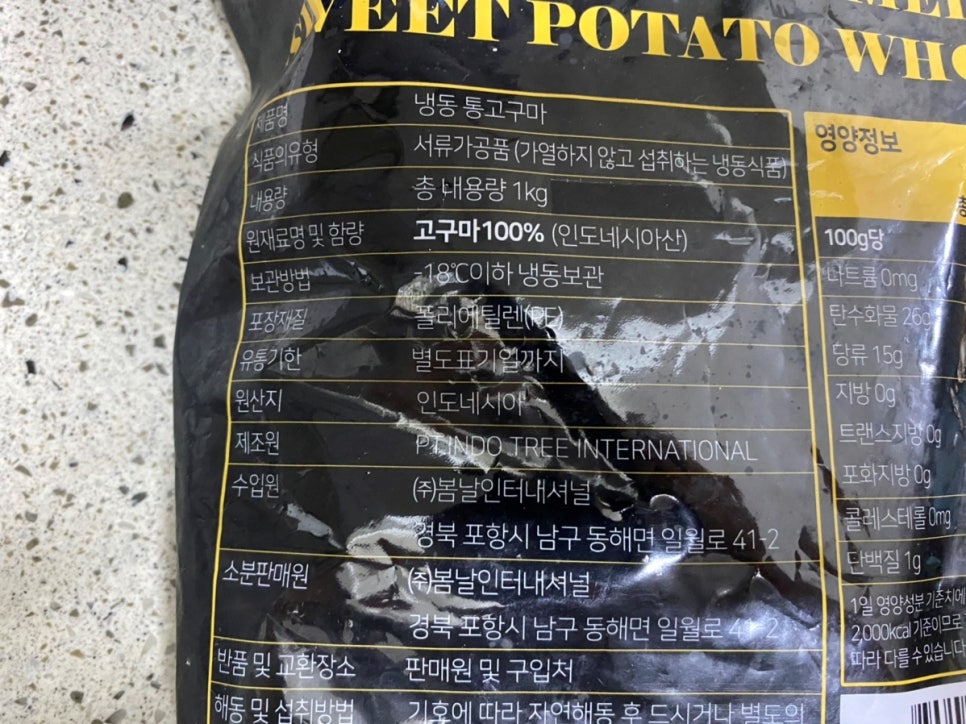 SWEET POTATO
제품명 냉동 통고구마
식품의유형 서류가공품 (가열하지 않고 섭취하는 냉동식품)
내용량 총 내용량 1kg
원재료명 및 함량 고구마100% (인도네시아산)
보관방법 -18℃이하 냉동보관
포장재질 폴리에틸렌(PE)
유통기한 별도표기일까지
원산지 인도네시아
제조원 PT.INDO TREE INTERNATIONAL
수입원 (주)봄날인터내셔널
경북 포항시 남구 동해면 일월로 41-2
소분판매원 (주)봄날인터내셔널
경북 포항시 남구 동해면 일월로 41-2
반품 및 교환장소 판매원 및 구입처
해동 및 섭취방법 기호에 따라 자연해동 후 드시거나 별도의
영양정보
100g당
나트륨 0mg
탄수화물 26g
당류 15g
지방 0g
트랜스지방 0g
포화지방 0g
콜레스테롤 0mg
단백질 1g
1일 영양성분 기준치에
2,000kcal 기준이므로
따라 다를 수 있습니다